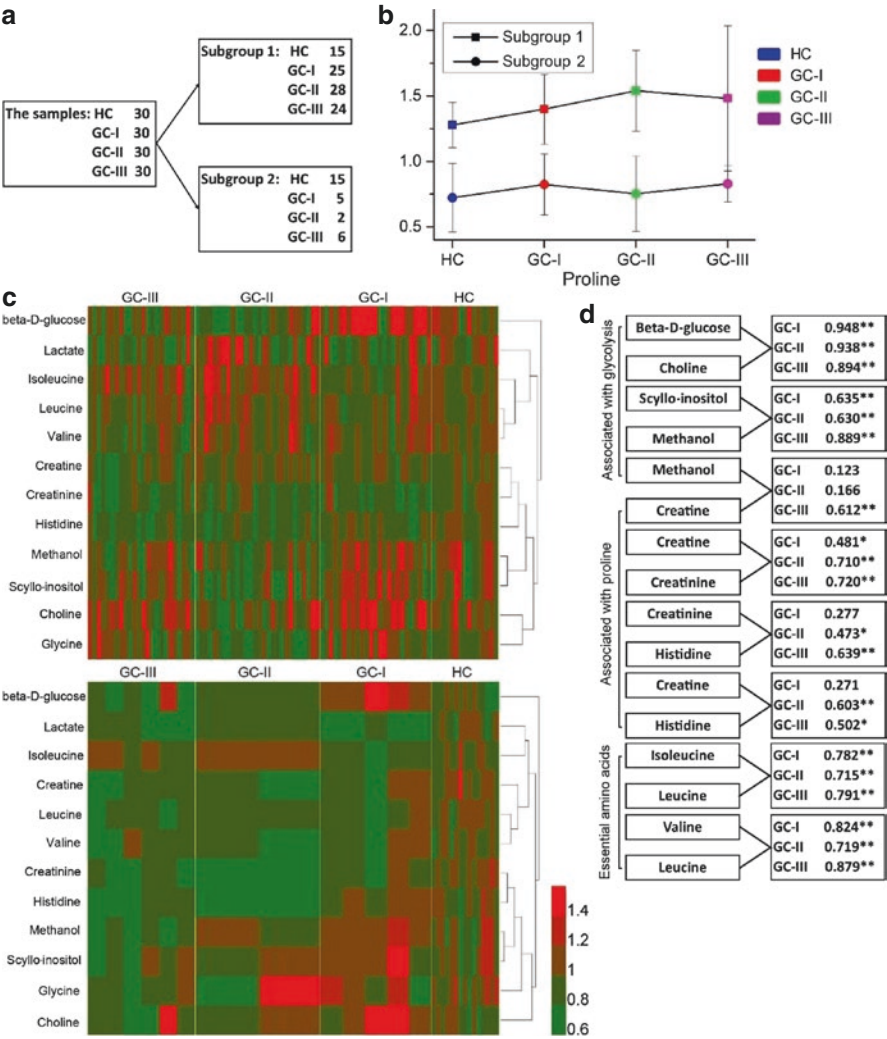 a
The samples: HC 30
GC-I 30
GC-II 30
GC-III 30
Subgroup 1: HC 15
GC-I 25
GC-II 28
GC-III 24
Subgroup 2: HC 15
GC-I 5
GC-II 2
GC-III 6
b
2.0
1.5
1.0
0.5
Subgroup 1
Subgroup 2
HC
GC-I
GC-II
GC-III
HC GC-I GC-II GC-III
Proline
c
GC-III GC-II GC-I HC
beta-D-glucose
Lactate
Isoleucine
Leucine
Valine
Creatine
Creatinine
Histidine
Methanol
Scyllo-inositol
Choline
Glycine
GC-III GC-II GC-I HC
beta-D-glucose
Lactate
Isoleucine
Creatine
Leucine
Valine
Creatinine
Histidine
Methanol
Scyllo-inositol
Glycine
Choline
1.4
1.2
1
0.8
0.6
d
Associated with glycolysis
Beta-D-glucose
Choline
GC-I 0.948**
GC-II 0.938**
GC-III 0.894**
Scyllo-inositol
Methanol
GC-I 0.635**
GC-II 0.630**
GC-III 0.889**
Methanol
Creatine
GC-I 0.123
GC-II 0.166
GC-III 0.612**
Associated with proline
Creatine
Creatinine
GC-I 0.481*
GC-II 0.710**
GC-III 0.720**
Creatinine
Histidine
GC-I 0.277
GC-II 0.473*
GC-III 0.639**
Creatine
Histidine
GC-I 0.271
GC-II 0.603**
GC-III 0.502*
Essential amino acids
Isoleucine
Leucine
GC-I 0.782**
GC-II 0.715**
GC-III 0.791**
Valine
Leucine
GC-I 0.824**
GC-II 0.719**
GC-III 0.879**